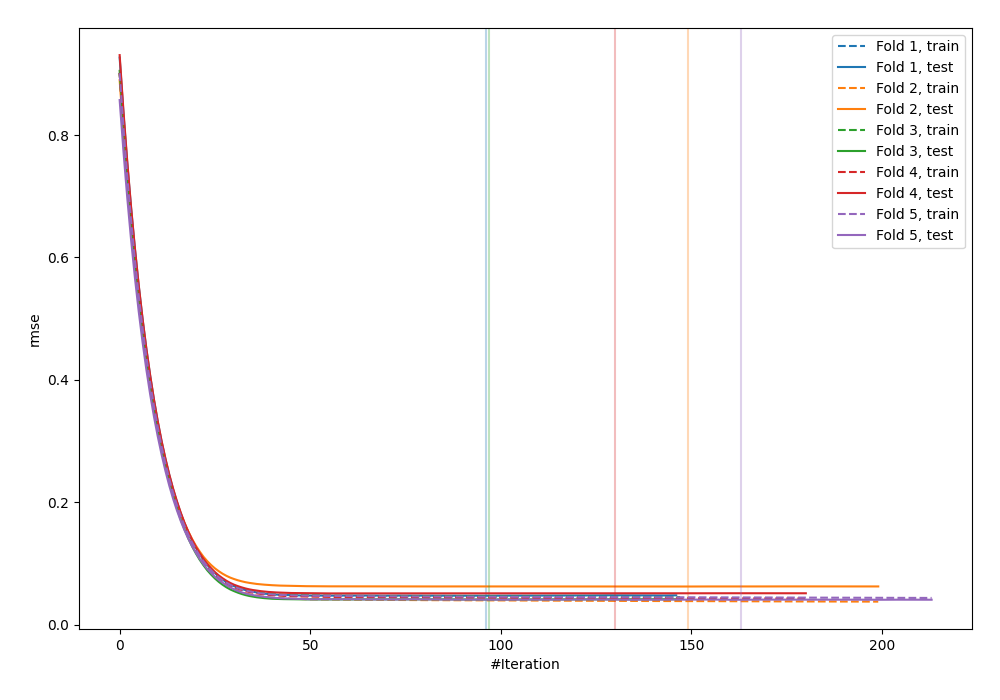 rmse
0.8
0.6
0.4
0.2
0.0
0
50
100
150
200
#Iteration
Fold 1, train
Fold 1, test
Fold 2, train
Fold 2, test
Fold 3, train
Fold 3, test
Fold 4, train
Fold 4, test
Fold 5, train
Fold 5, test